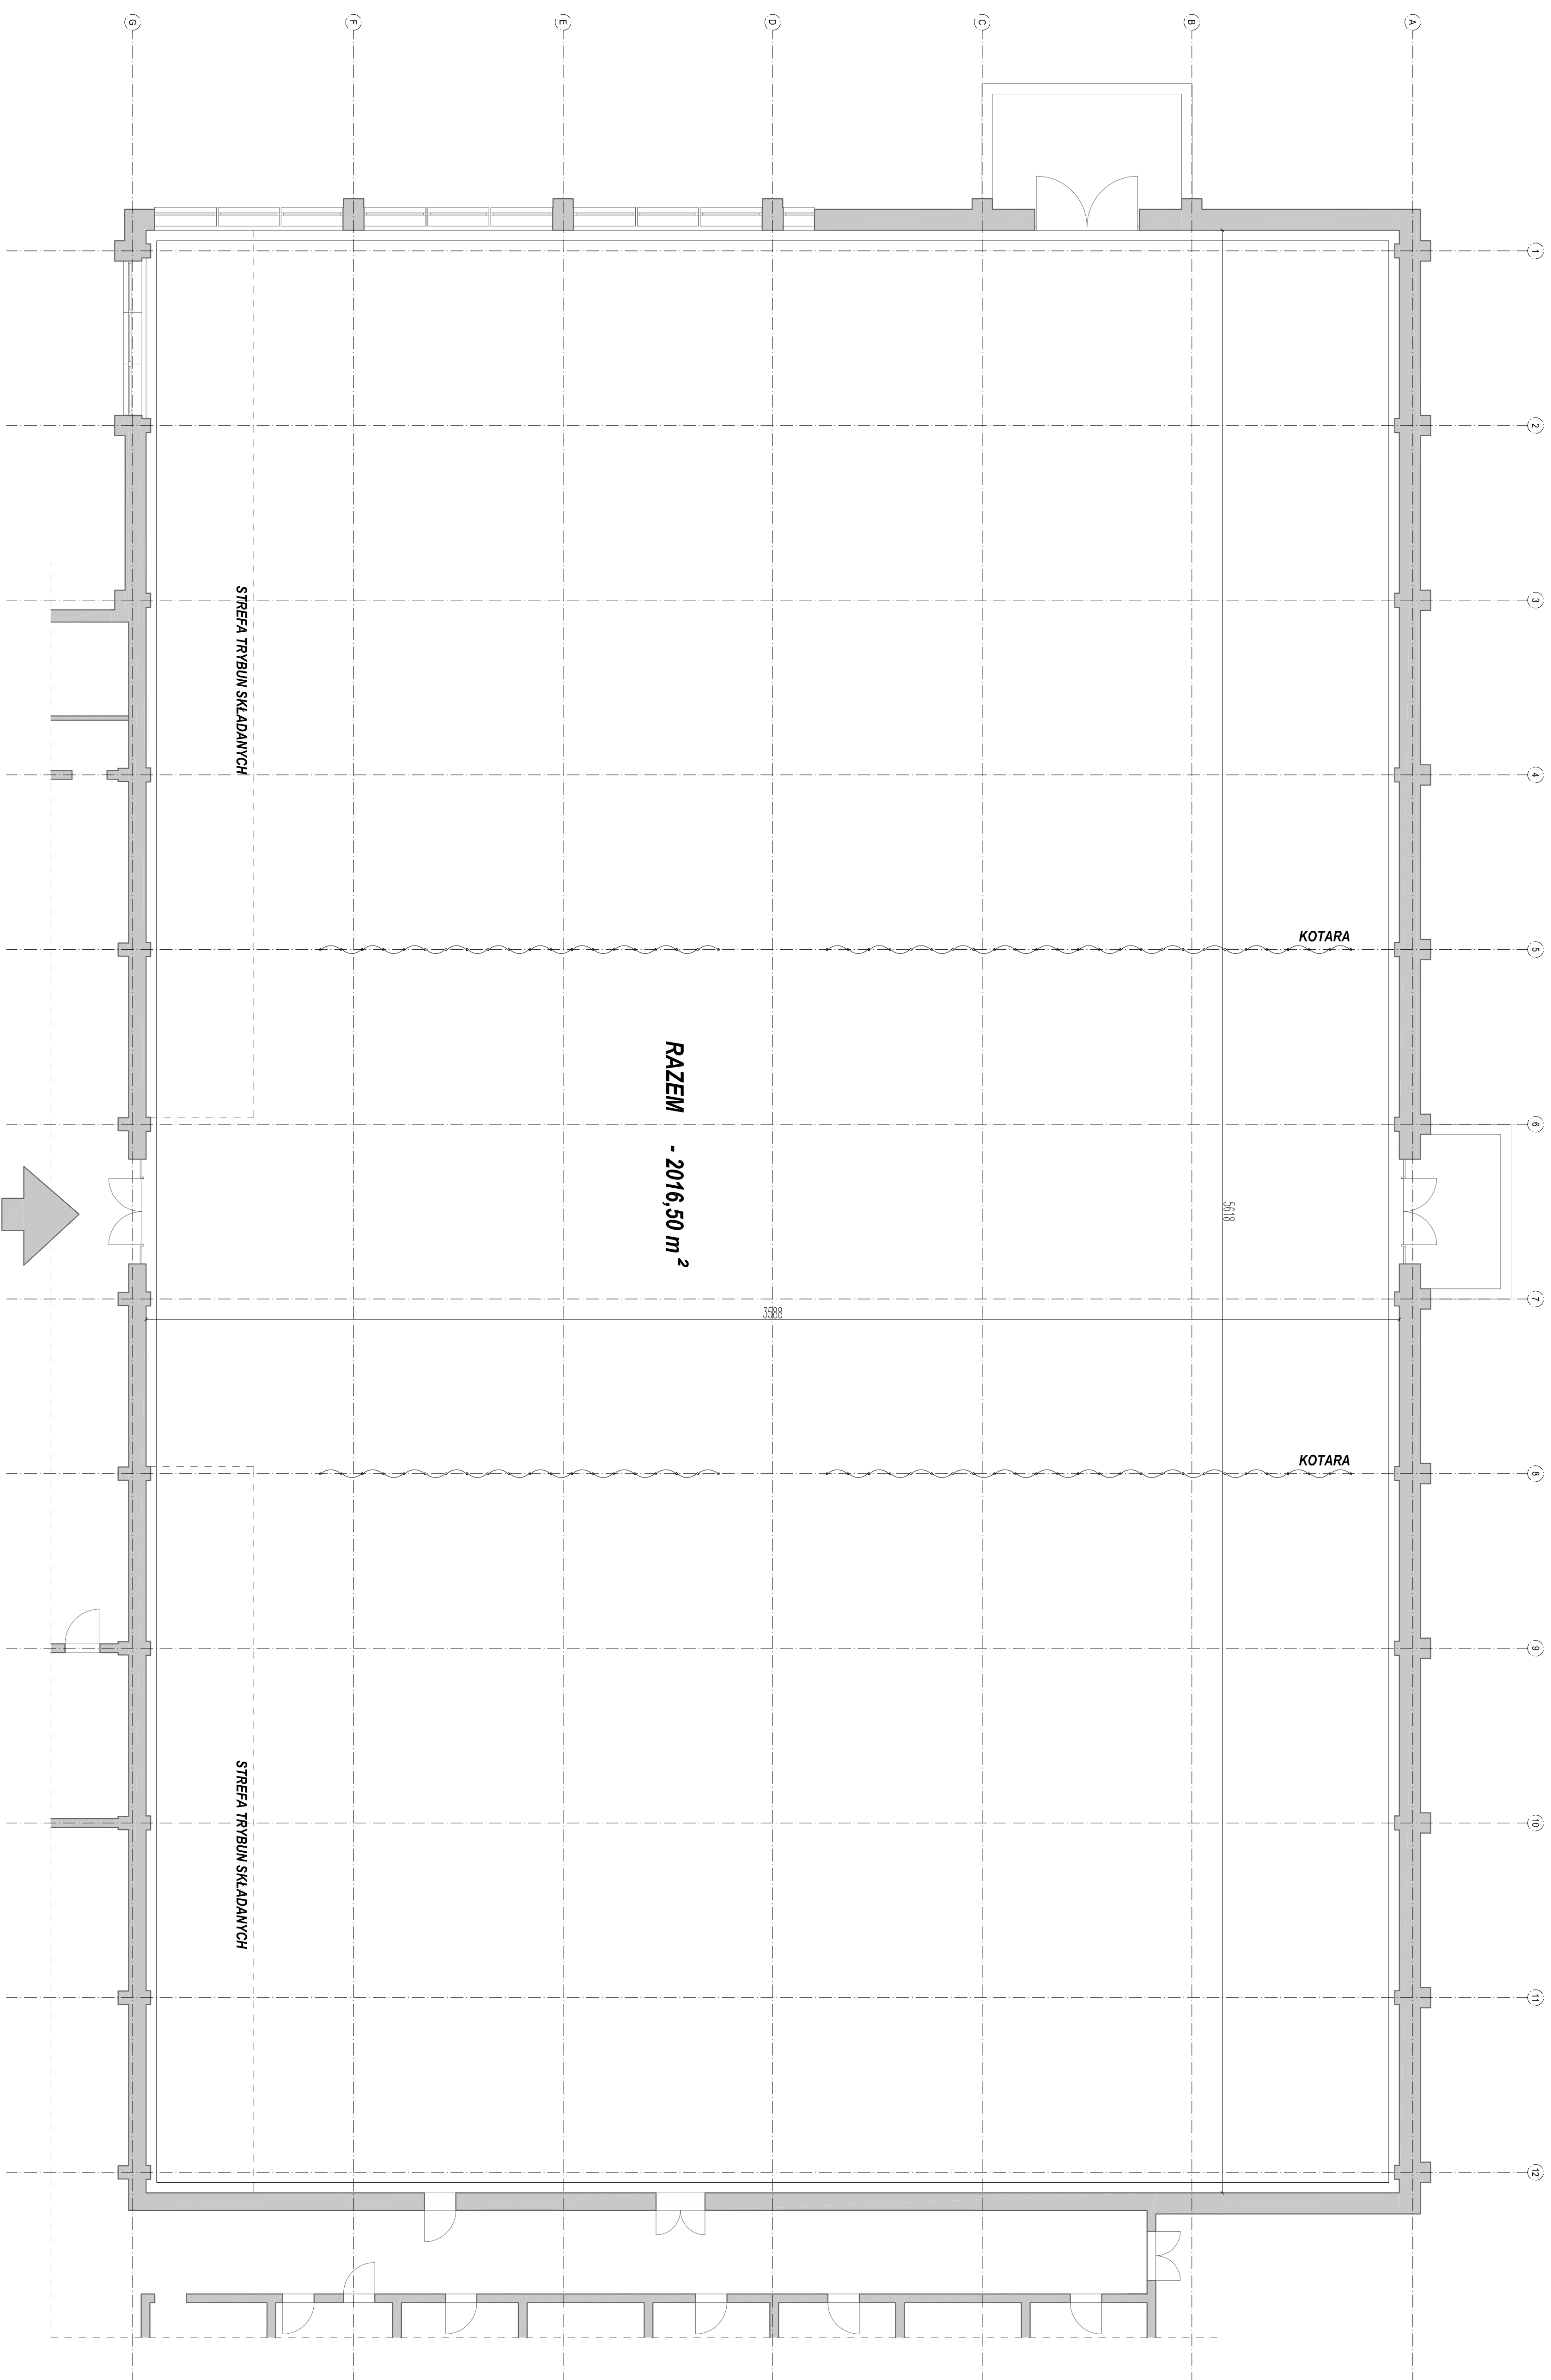 G
F
E
D
C
B
A
1
2
3
4
5
6
7
8
9
10
11
12
KOTARA
KOTARA
STREFA TRYBUN SKŁADANYCH
STREFA TRYBUN SKŁADANYCH
RAZEM - 2016,50 m²
5618
3588